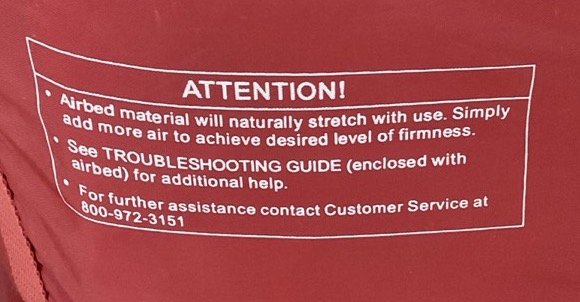 ATTENTION!
• Airbed material will naturally stretch with use. Simply
add more air to achieve desired level of firmness.
• See TROUBLESHOOTING GUIDE (enclosed with
airbed) for additional help.
• For further assistance contact Customer Service at
800-972-3151